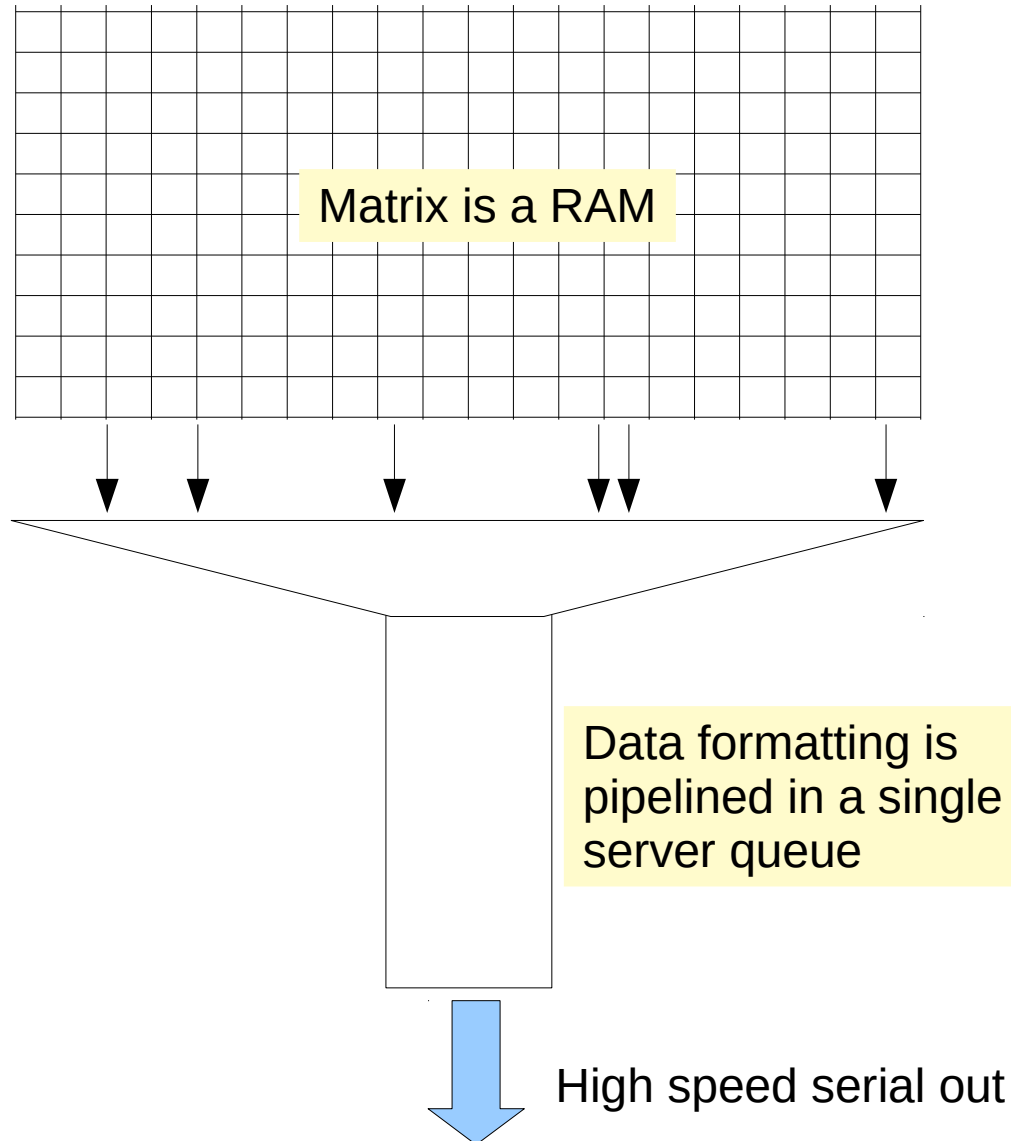 Matrix is a RAM
Data formatting is
pipelined in a single
server queue
High speed serial out